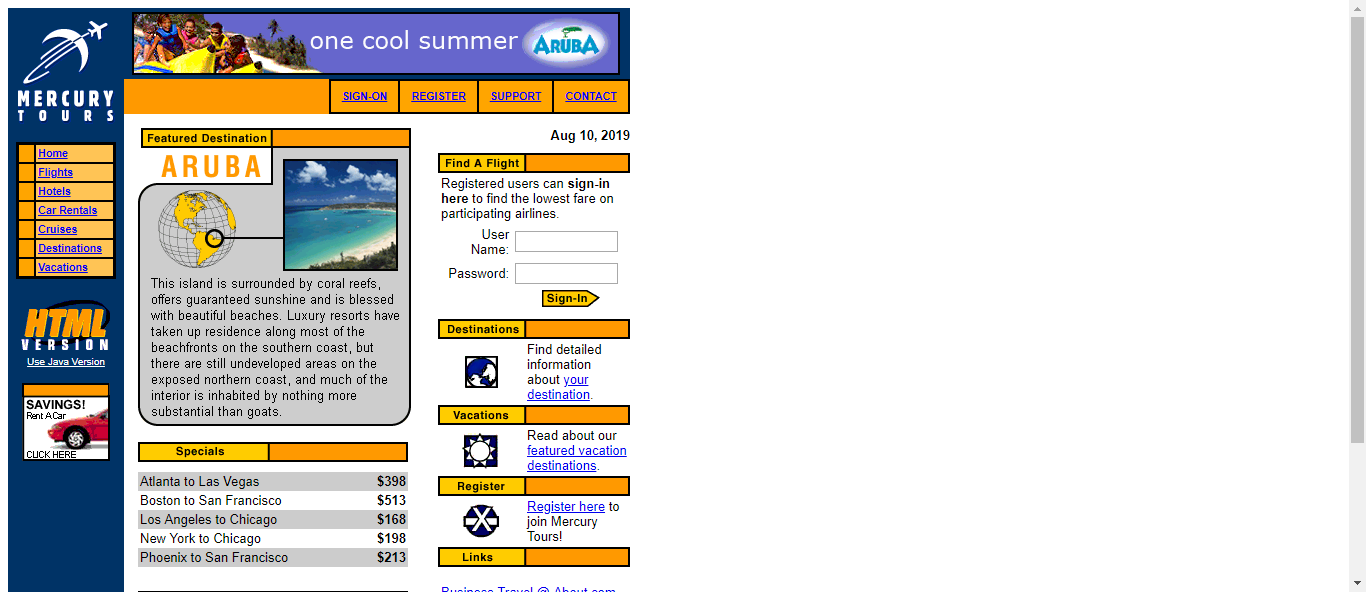 one cool summer ARUBA
MERCURY
TOURS
SIGN-ON REGISTER SUPPORT CONTACT
Home
Flights
Hotels
Car Rentals
Cruises
Destinations
Vacations
HTML
VERSION
Use Java Version
SAVINGS!
Rent A Car
CLICK HERE
Featured Destination
ARUBA
This island is surrounded by coral reefs,
offers guaranteed sunshine and is blessed
with beautiful beaches. Luxury resorts have
taken up residence along most of the
beachfronts on the southern coast, but
there are still undeveloped areas on the
exposed northern coast, and much of the
interior is inhabited by nothing more
substantial than goats.
Specials
Atlanta to Las Vegas $398
Boston to San Francisco $513
Los Angeles to Chicago $168
New York to Chicago $198
Phoenix to San Francisco $213
Aug 10, 2019
Find A Flight
Registered users can sign-in
here to find the lowest fare on
participating airlines.
User
Name:
Password:
Sign-In
Destinations
Find detailed
information
about your
destination.
Vacations
Read about our
featured vacation
destinations.
Register
Register here to
join Mercury
Tours!
Links
Business Travel @ About.com